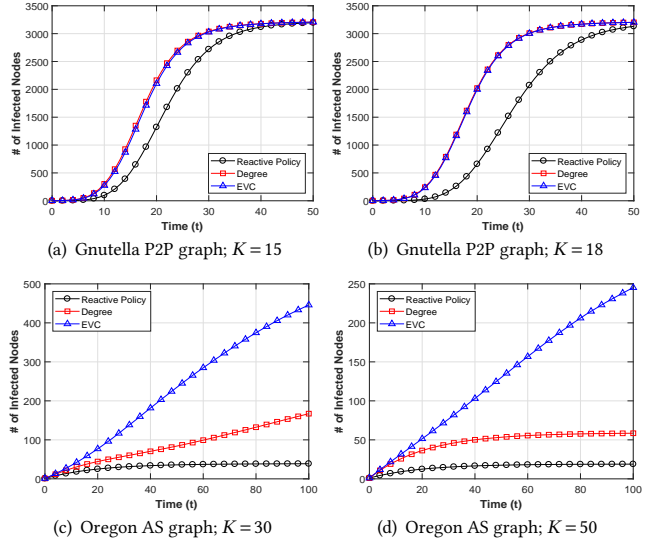 3500
3000
2500
2000
1500
1000
500
0
# of Infected Nodes
Reactive Policy
Degree
EVC
0 10 20 30 40 50
Time (t)
(a) Gnutella P2P graph; K = 15
3500
3000
2500
2000
1500
1000
500
0
# of Infected Nodes
Reactive Policy
Degree
EVC
0 10 20 30 40 50
Time (t)
(b) Gnutella P2P graph; K = 18
500
400
300
200
100
0
# of Infected Nodes
Reactive Policy
Degree
EVC
0 20 40 60 80 100
Time (t)
(c) Oregon AS graph; K = 30
250
200
150
100
50
0
# of Infected Nodes
Reactive Policy
Degree
EVC
0 20 40 60 80 100
Time (t)
(d) Oregon AS graph; K = 50